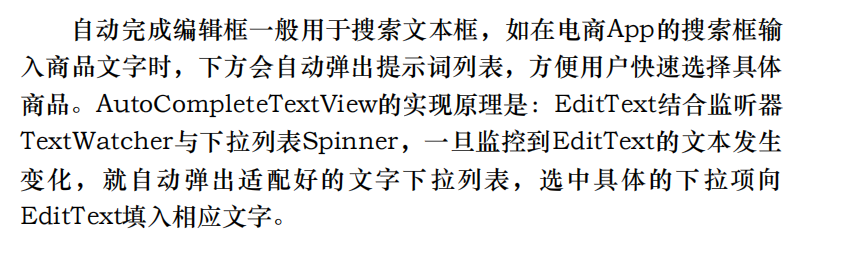 自动完成编辑框一般用于搜索文本框，如在电商App的搜索框输
入商品文字时，下方会自动弹出提示词列表，方便用户快速选择具体
商品。AutoCompleteTextView的实现原理是：EditText结合监听器
TextWatcher与下拉列表Spinner，一旦监控到EditText的文本发生
变化，就自动弹出适配好的文字下拉列表，选中具体的下拉项向
EditText填入相应文字。